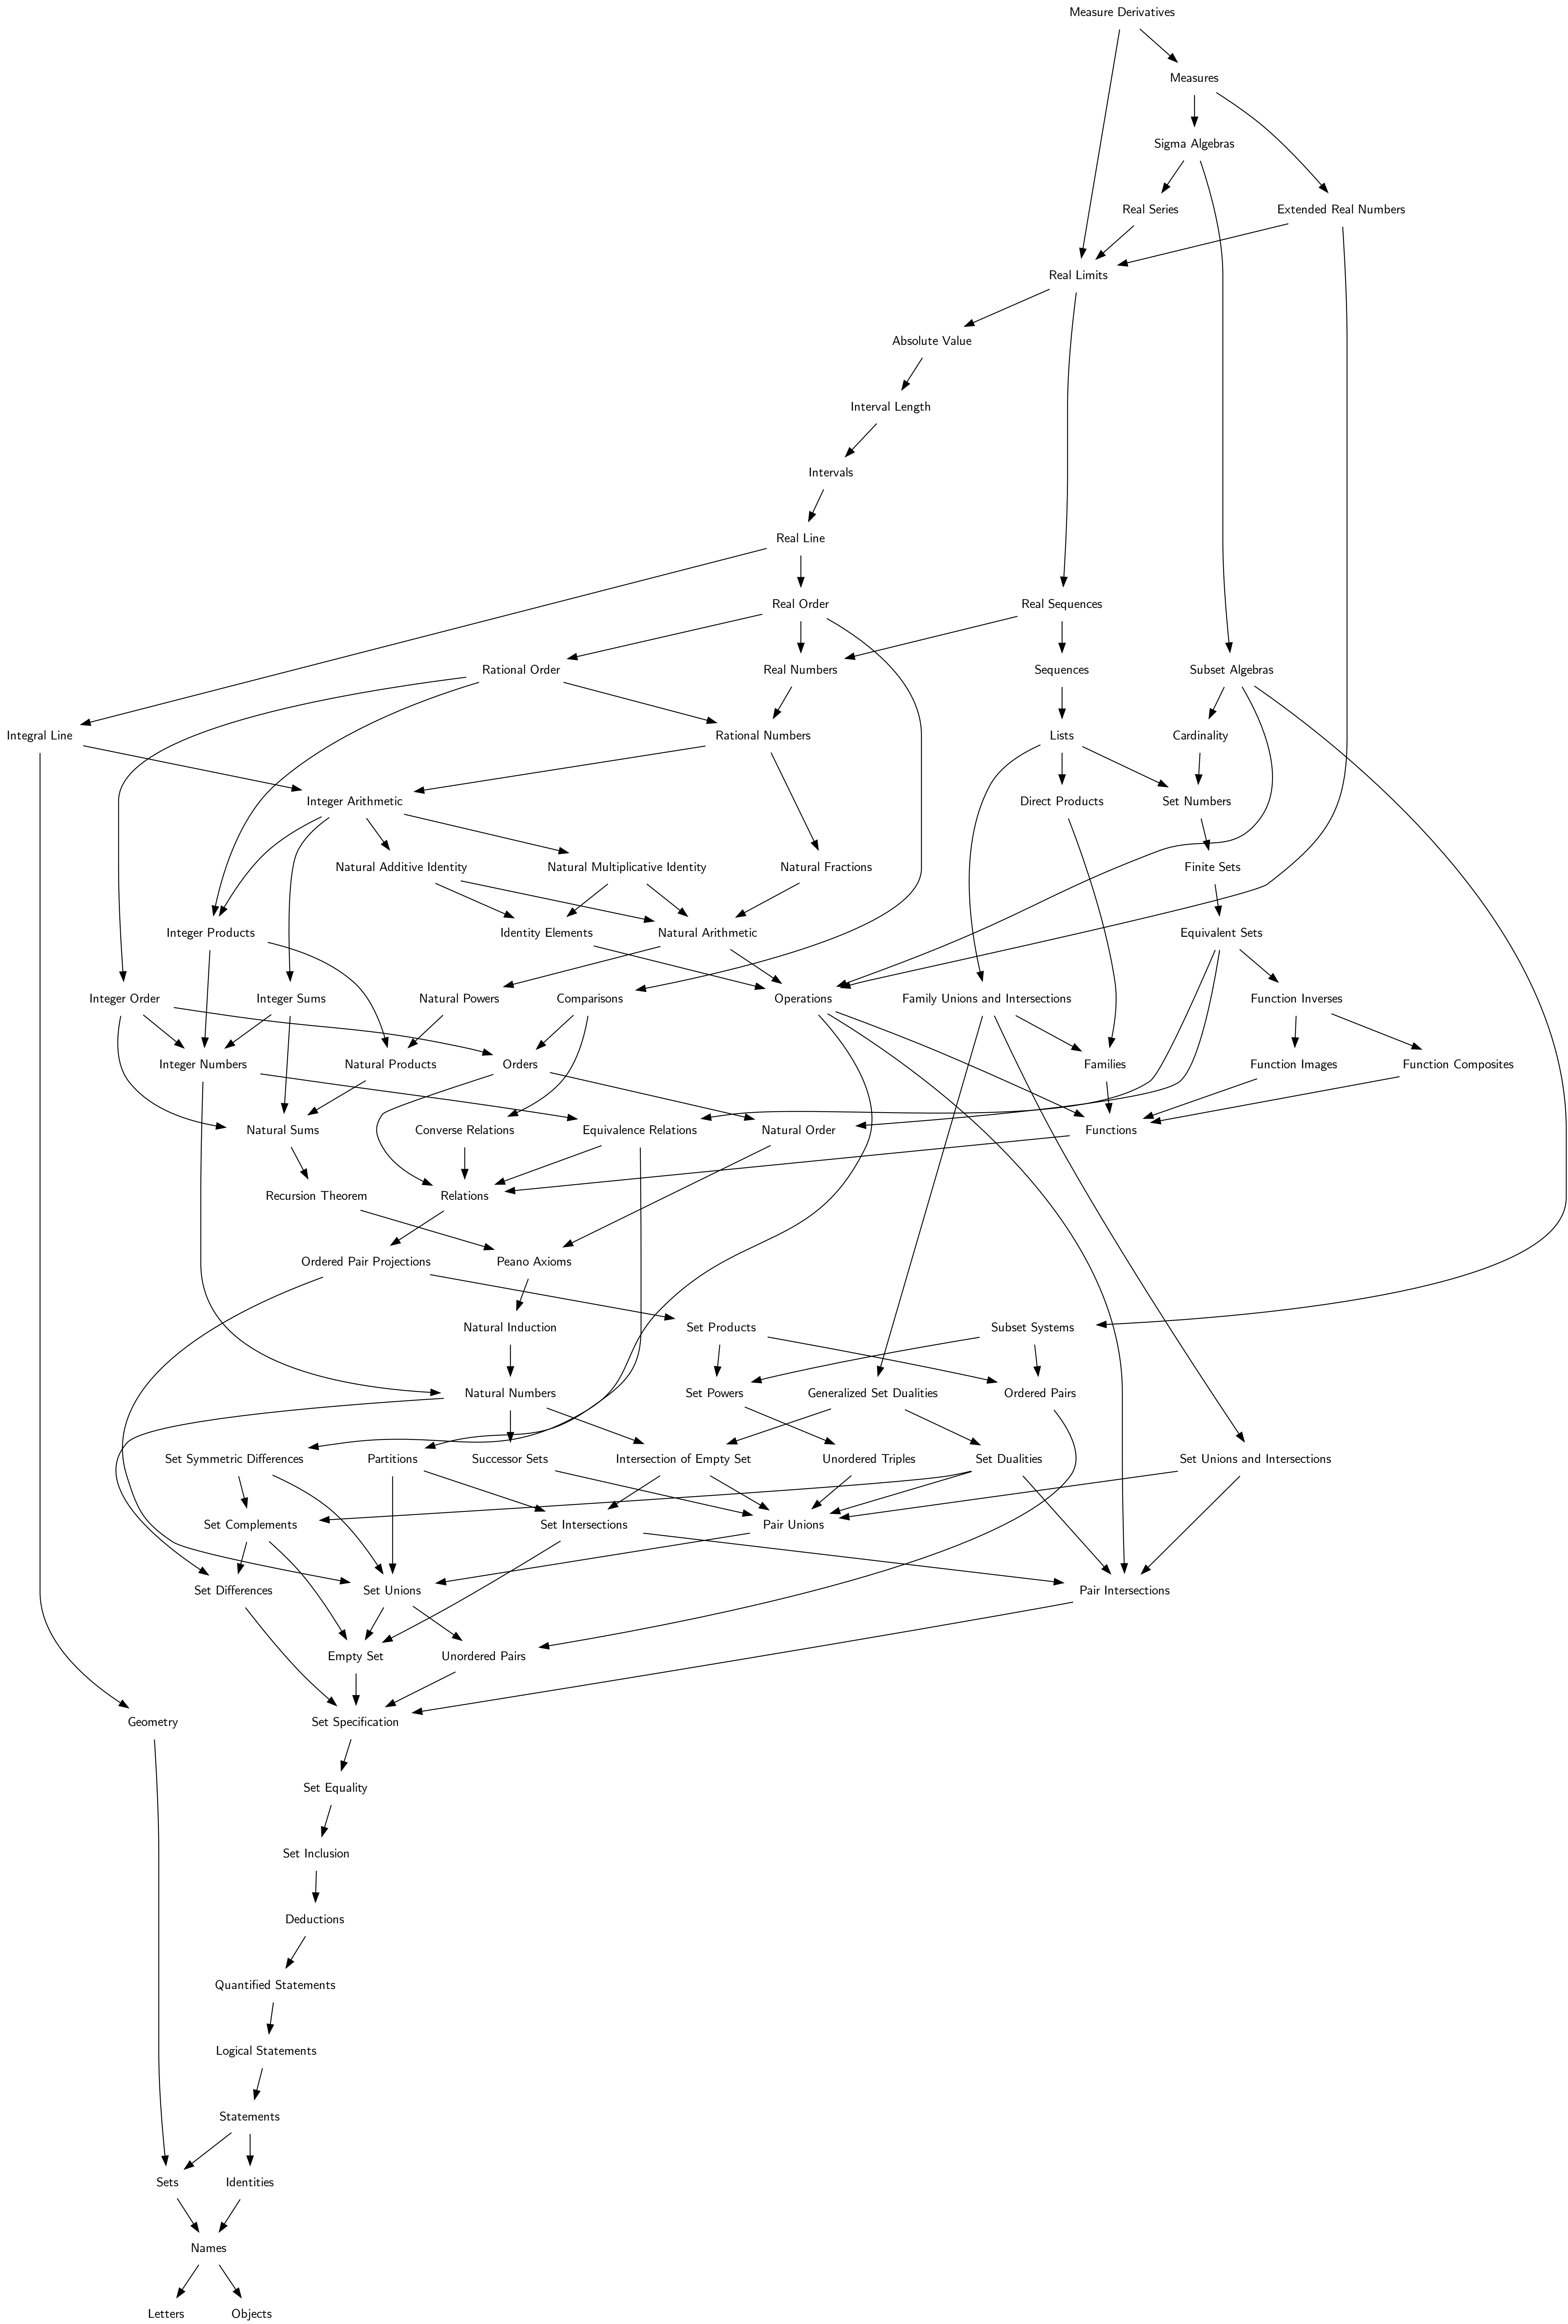 Measure Derivatives
Measures
Sigma Algebras
Real Series
Extended Real Numbers
Real Limits
Absolute Value
Interval Length
Intervals
Real Line
Real Order
Real Sequences
Rational Order
Real Numbers
Sequences
Subset Algebras
Integral Line
Rational Numbers
Lists
Cardinality
Integer Arithmetic
Direct Products
Set Numbers
Natural Additive Identity
Natural Multiplicative Identity
Natural Fractions
Finite Sets
Integer Products
Identity Elements
Natural Arithmetic
Equivalent Sets
Integer Order
Integer Sums
Natural Powers
Comparisons
Operations
Family Unions and Intersections
Function Inverses
Integer Numbers
Natural Products
Orders
Families
Function Images
Function Composites
Natural Sums
Converse Relations
Equivalence Relations
Natural Order
Functions
Recursion Theorem
Relations
Ordered Pair Projections
Peano Axioms
Natural Induction
Set Products
Subset Systems
Natural Numbers
Set Powers
Generalized Set Dualities
Ordered Pairs
Set Symmetric Differences
Partitions
Successor Sets
Intersection of Empty Set
Unordered Triples
Set Dualities
Set Unions and Intersections
Set Complements
Set Intersections
Pair Unions
Set Differences
Set Unions
Pair Intersections
Empty Set
Unordered Pairs
Geometry
Set Specification
Set Equality
Set Inclusion
Deductions
Quantified Statements
Logical Statements
Statements
Sets
Identities
Names
Letters
Objects